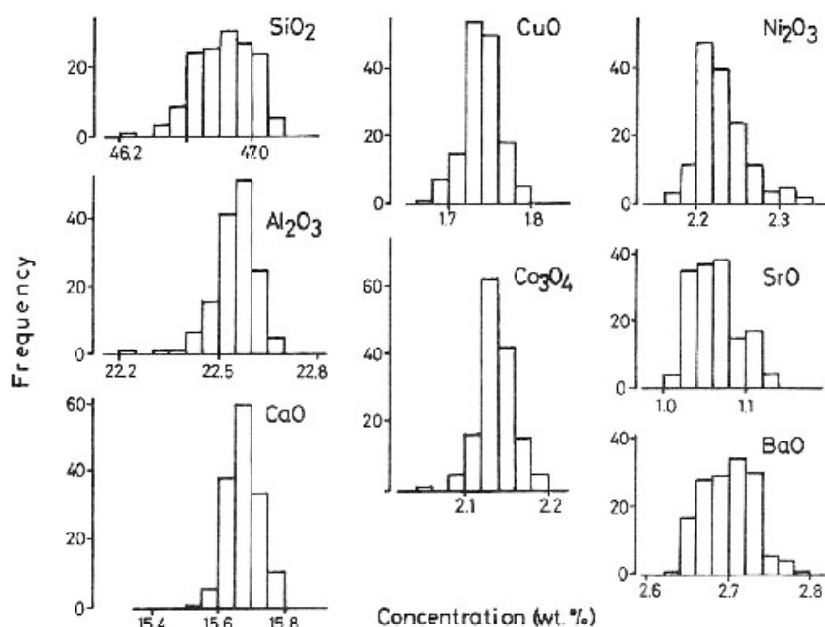 SiO₂
20
0
46.2 47.0
CuO
40
20
0
1.7 1.8
Ni₂O₃
40
20
0
2.2 2.3
Al₂O₃
40
20
0
22.2 22.5 22.8
Co₃O₄
60
40
20
2.1 2.2
SrO
40
20
0
1.0 1.1
CaO
60
40
20
0
15.4 15.6 15.8
BaO
40
20
0
2.6 2.7 2.8
Frequency
Concentration (wt.%)